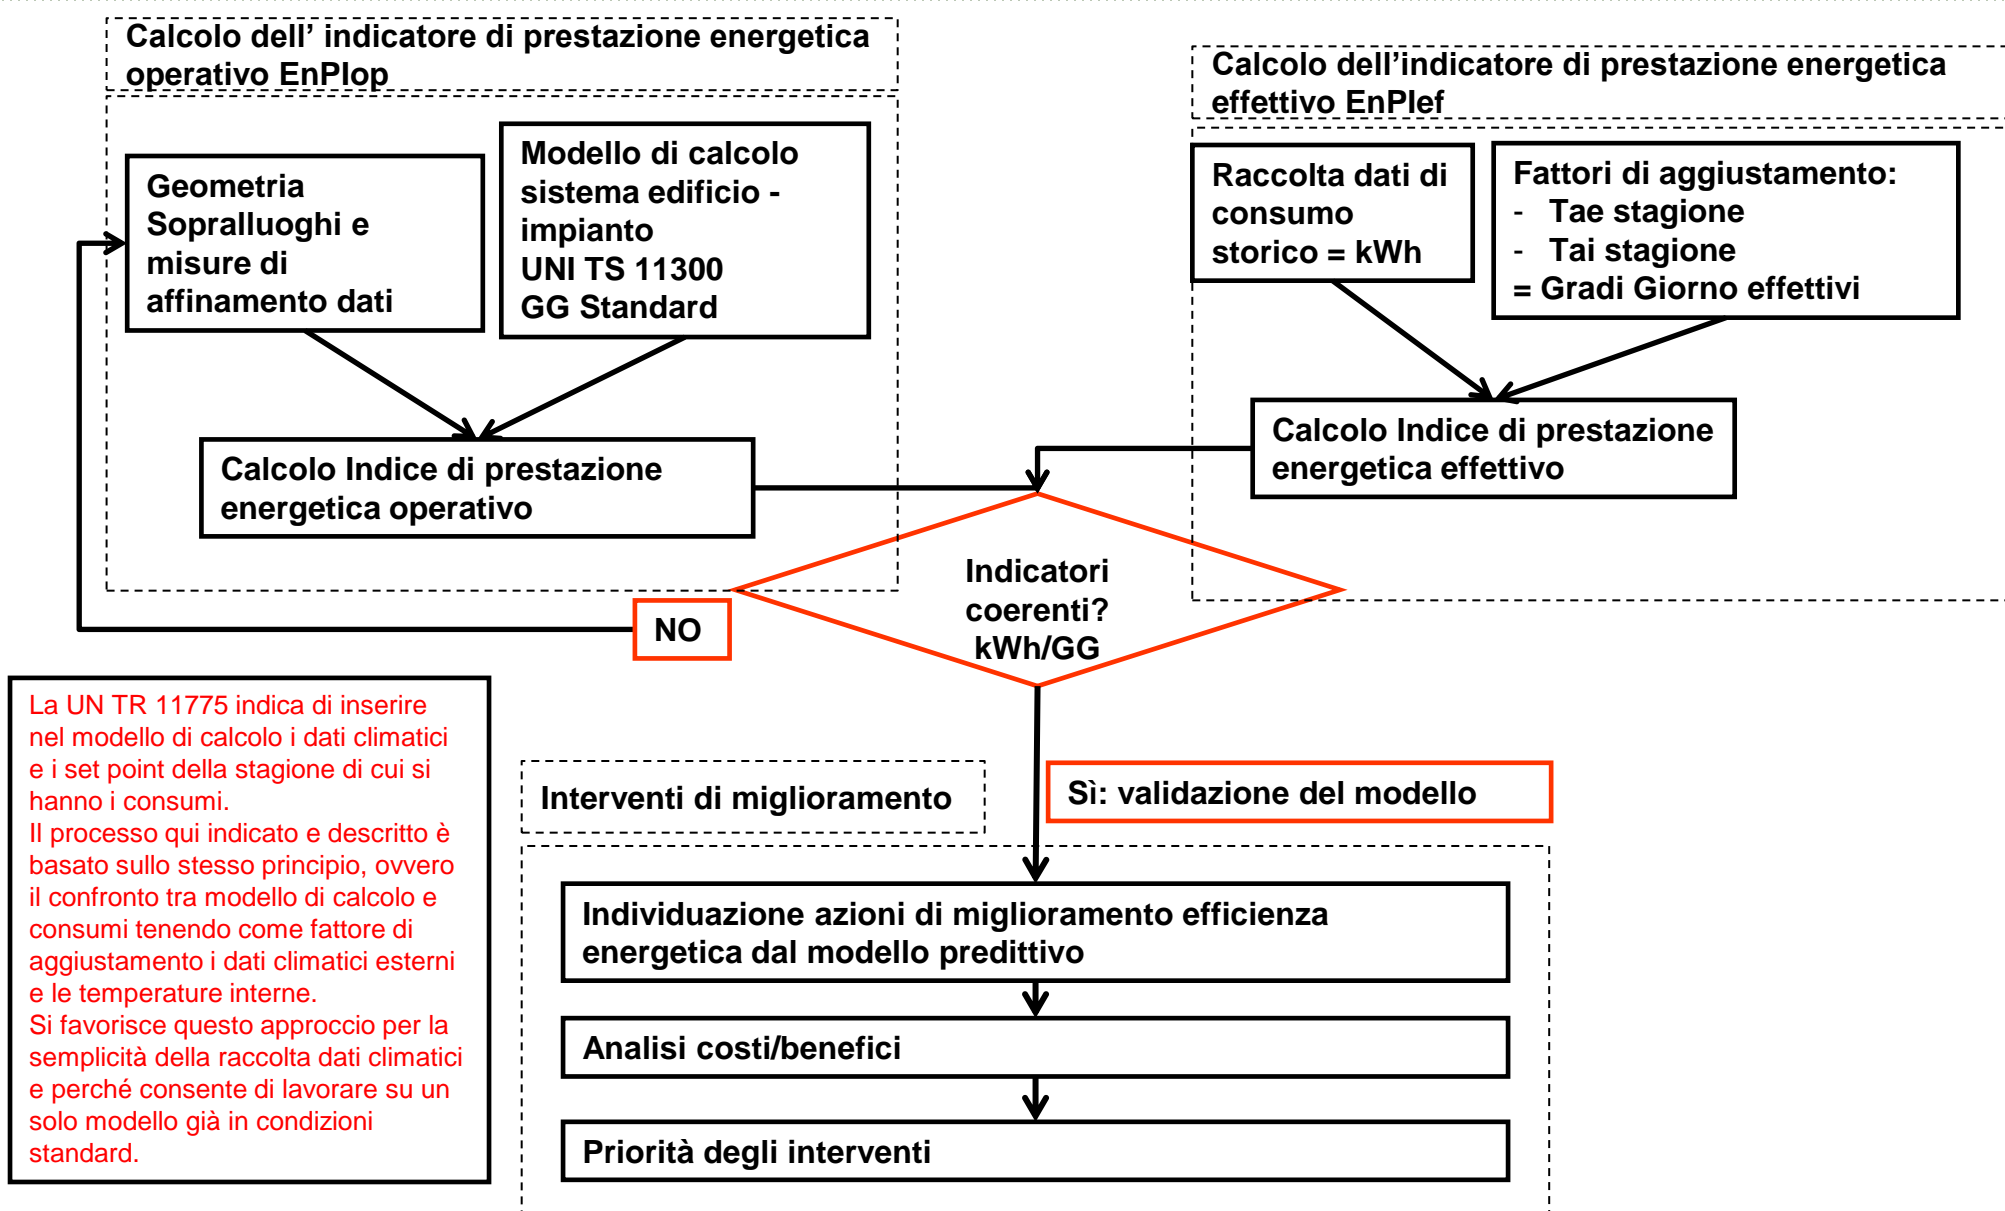 Calcolo dell’ indicatore di prestazione energetica
operativo EnPIop
Geometria
Sopralluoghi e
misure di
affinamento dati
Modello di calcolo
sistema edificio -
impianto
UNI TS 11300
GG Standard
Calcolo Indice di prestazione
energetica operativo
Calcolo dell’indicatore di prestazione energetica
effettivo EnPIef
Raccolta dati di
consumo
storico = kWh
Fattori di aggiustamento:
- Tae stagione
- Tai stagione
= Gradi Giorno effettivi
Calcolo Indice di prestazione
energetica effettivo
Indicatori
coerenti?
kWh/GG
NO
La UN TR 11775 indica di inserire
nel modello di calcolo i dati climatici
e i set point della stagione di cui si
hanno i consumi.
Il processo qui indicato e descritto è
basato sullo stesso principio, ovvero
il confronto tra modello di calcolo e
consumi tenendo come fattore di
aggiustamento i dati climatici esterni
e le temperature interne.
Si favorisce questo approccio per la
semplicità della raccolta dati climatici
e perché consente di lavorare su un
solo modello già in condizioni
standard.
Interventi di miglioramento
Sì: validazione del modello
Individuazione azioni di miglioramento efficienza
energetica dal modello predittivo
Analisi costi/benefici
Priorità degli interventi